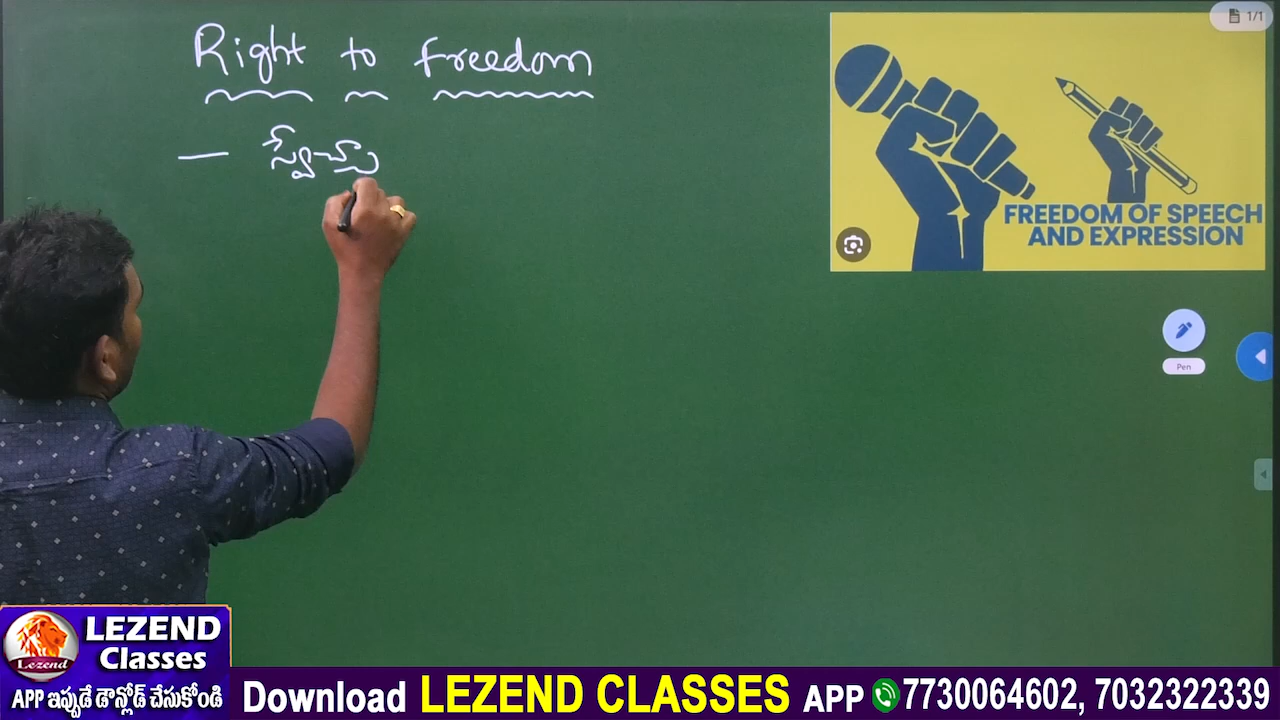 Right to freedom
1/1
FREEDOM OF SPEECH
AND EXPRESSION
Pen
LEZEND
Classes
Lezend
APP ఇప్పుడే డౌన్లోడ్ చేసుకోండి
Download LEZEND CLASSES APP 7730064602, 7032322339